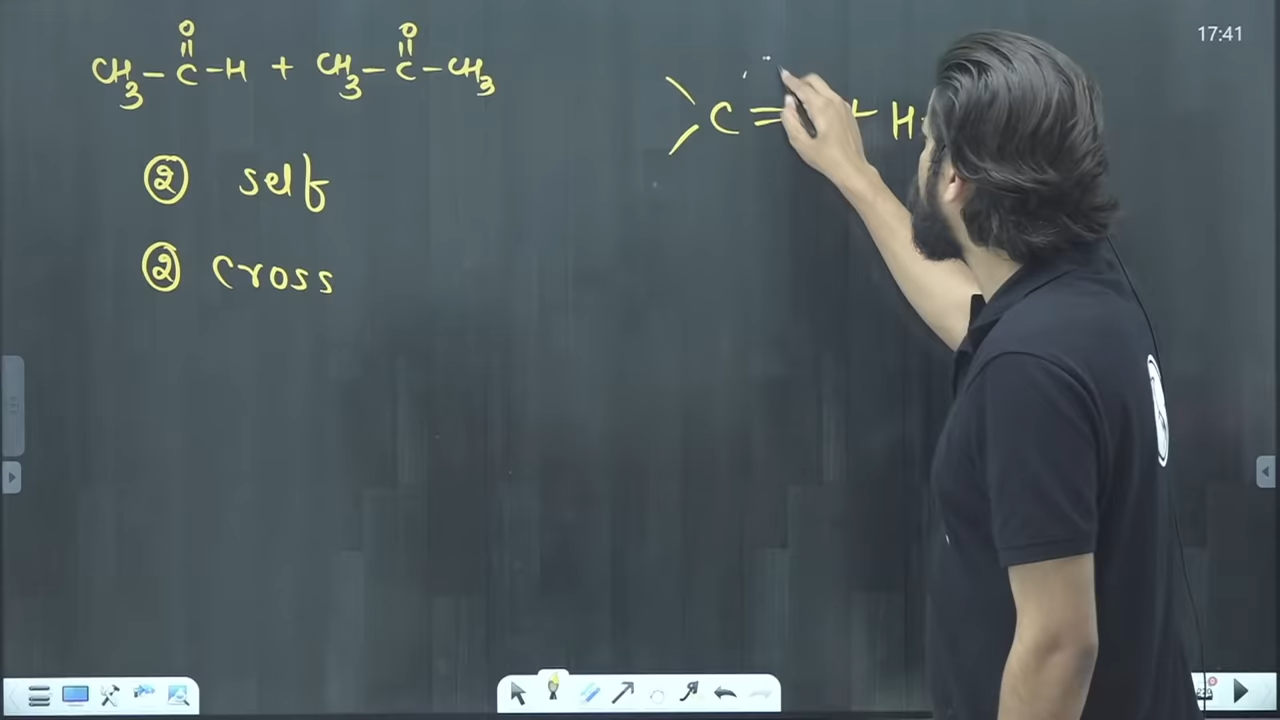 17:41
O O
CH3 – C – H + CH3 – C – CH3
> C = + H
② self
② cross